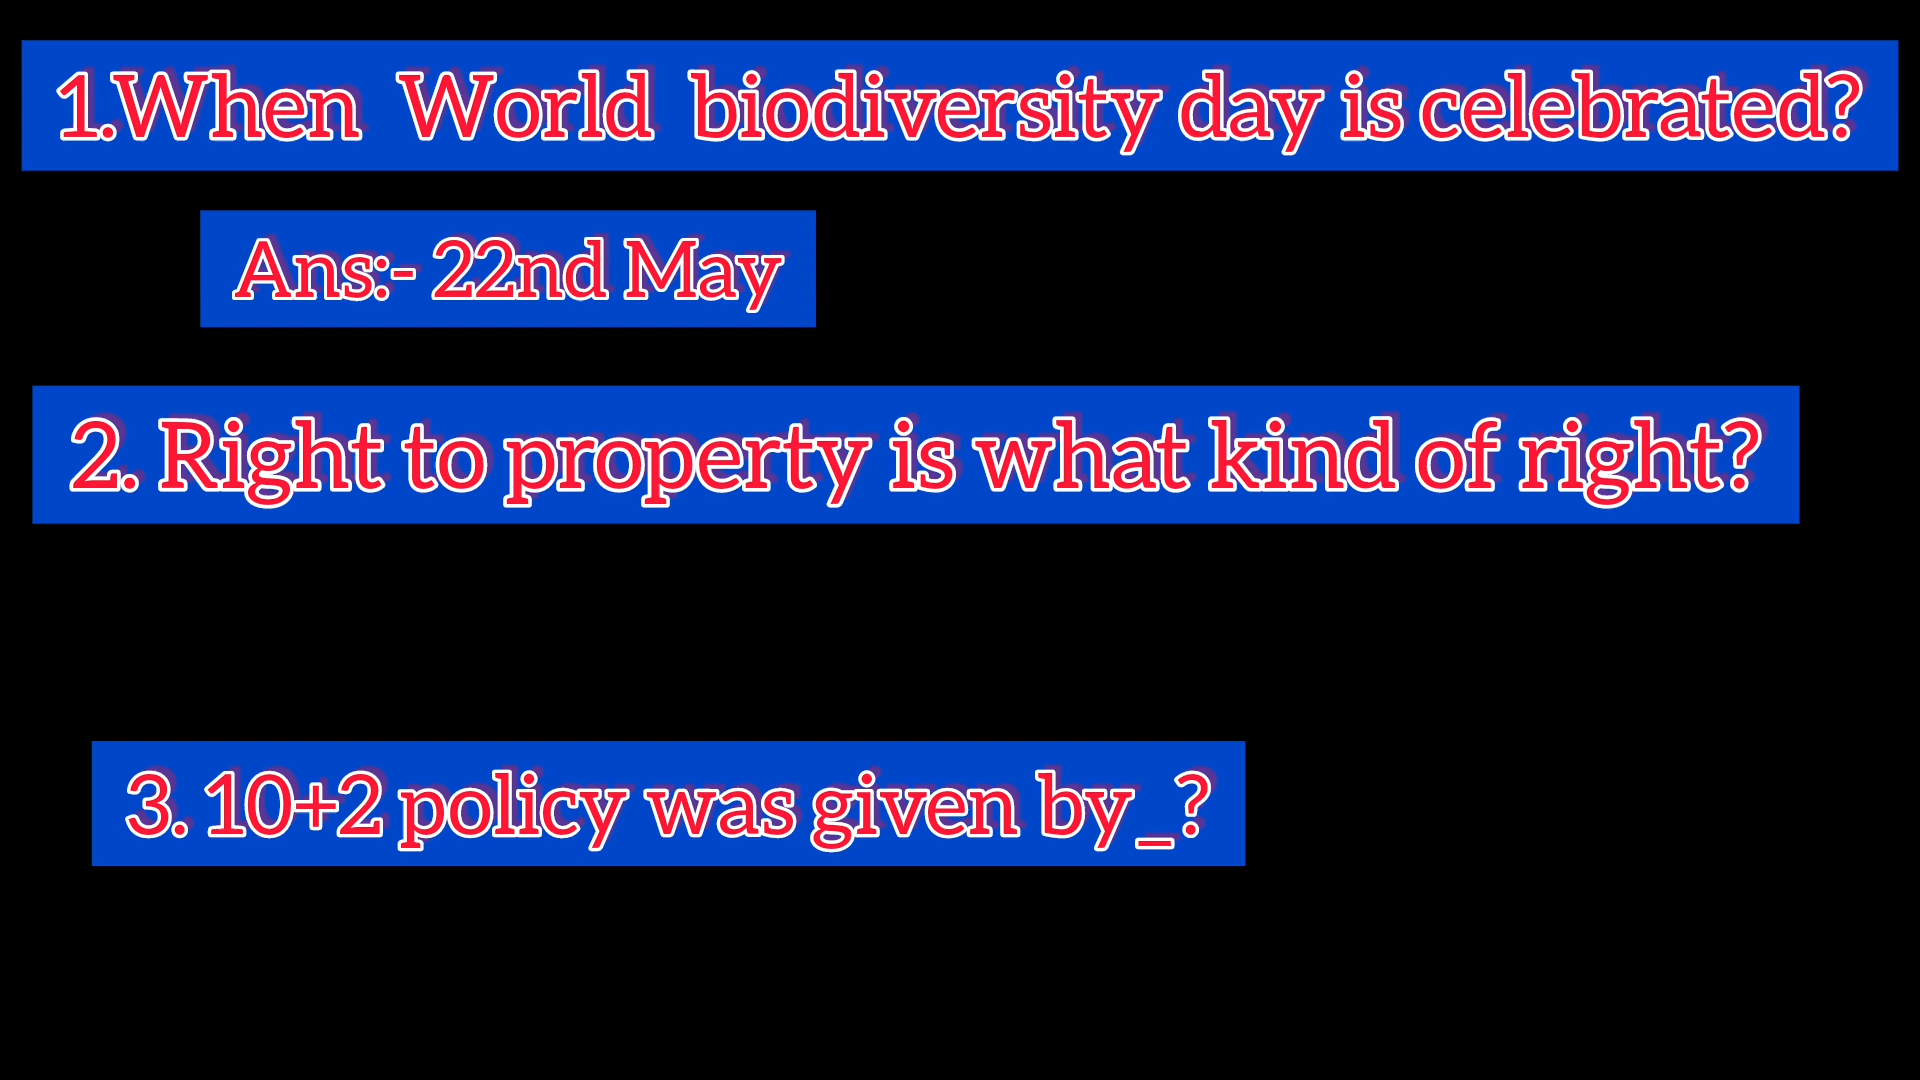 1.When World biodiversity day is celebrated?
Ans:- 22nd May
2. Right to property is what kind of right?
3. 10+2 policy was given by_?